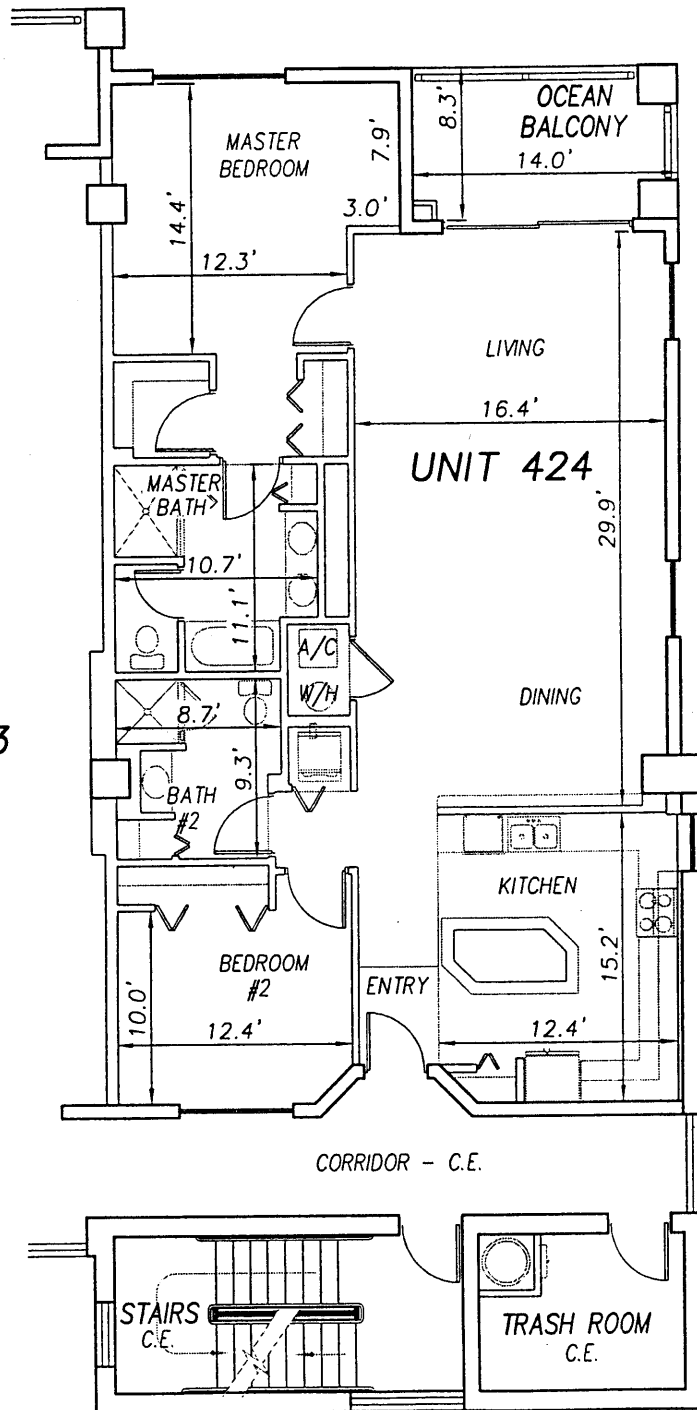 OCEAN
BALCONY
8.3'
14.0'
MASTER
BEDROOM
7.9'
3.0'
14.4'
12.3'
LIVING
16.4'
UNIT 424
29.9'
MASTER
BATH
10.7'
11.1'
A/C
W/H
DINING
3
8.7'
9.3'
BATH
#2
KITCHEN
15.2'
12.4'
BEDROOM
#2
10.0'
12.4'
ENTRY
CORRIDOR - C.E.
STAIRS
C.E.
TRASH ROOM
C.E.